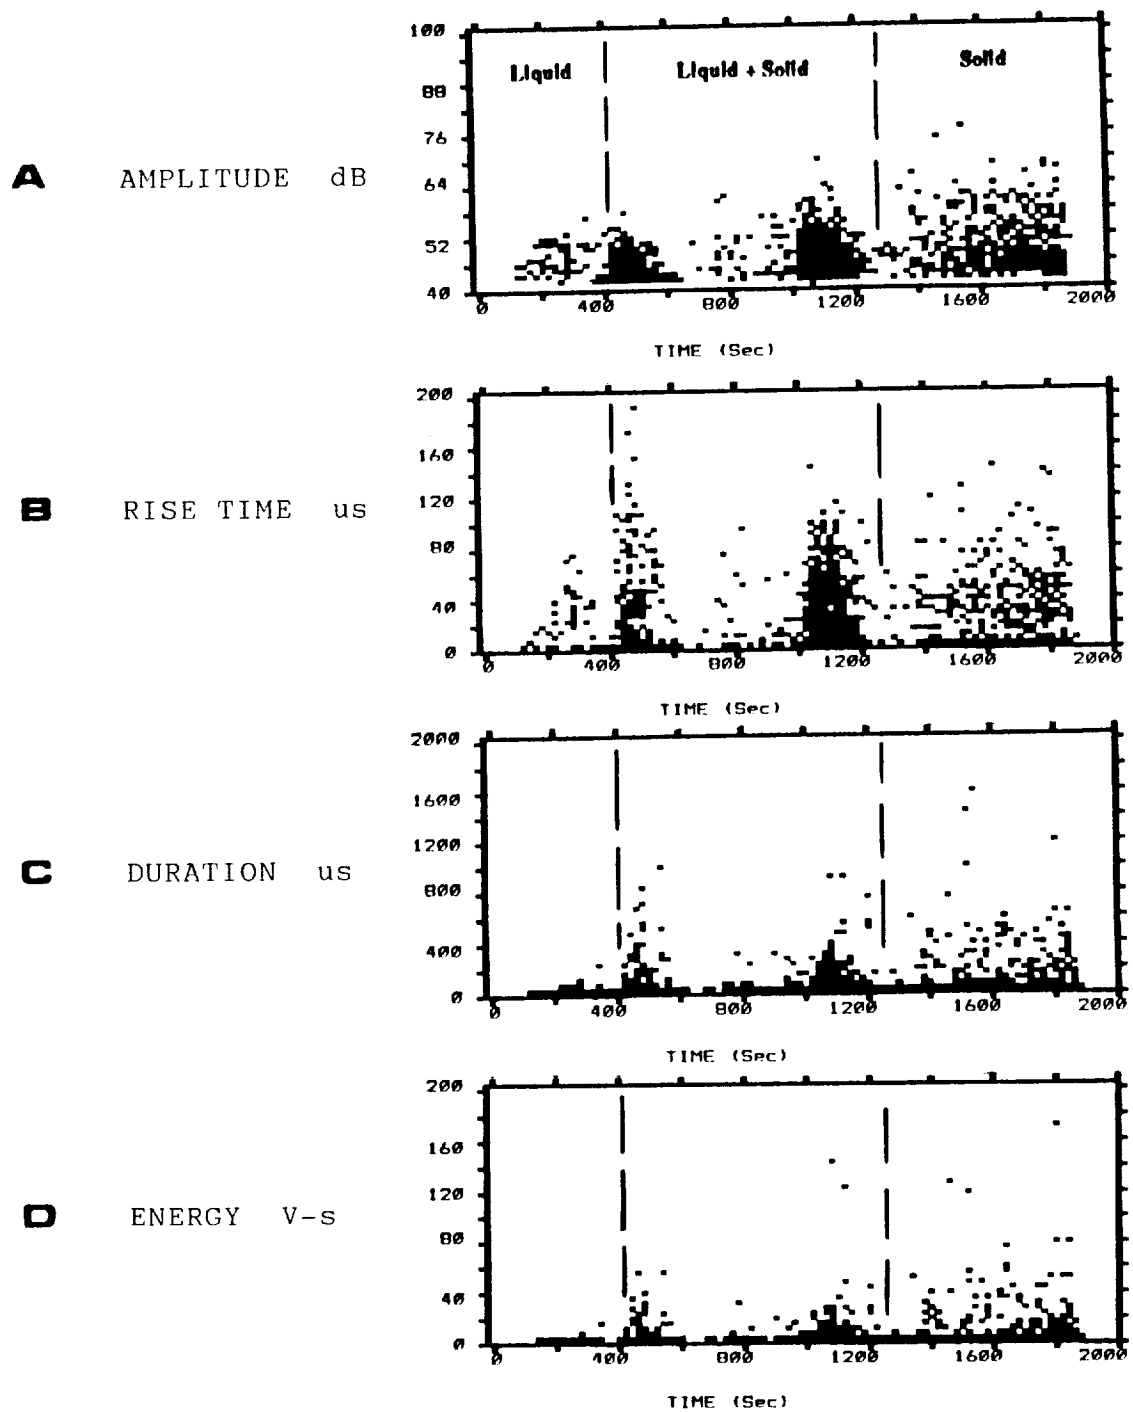 100
Liquid Liquid + Solid Solid
88
76
A AMPLITUDE dB
64
52
40
0 400 800 1200 1600 2000
TIME (Sec)
200
160
B RISE TIME us
120
80
40
0
0 400 800 1200 1600 2000
TIME (Sec)
2000
1600
1200
C DURATION us
800
400
0
0 400 800 1200 1600 2000
TIME (Sec)
200
160
120
D ENERGY V-s
80
40
0
0 400 800 1200 1600 2000
TIME (Sec)